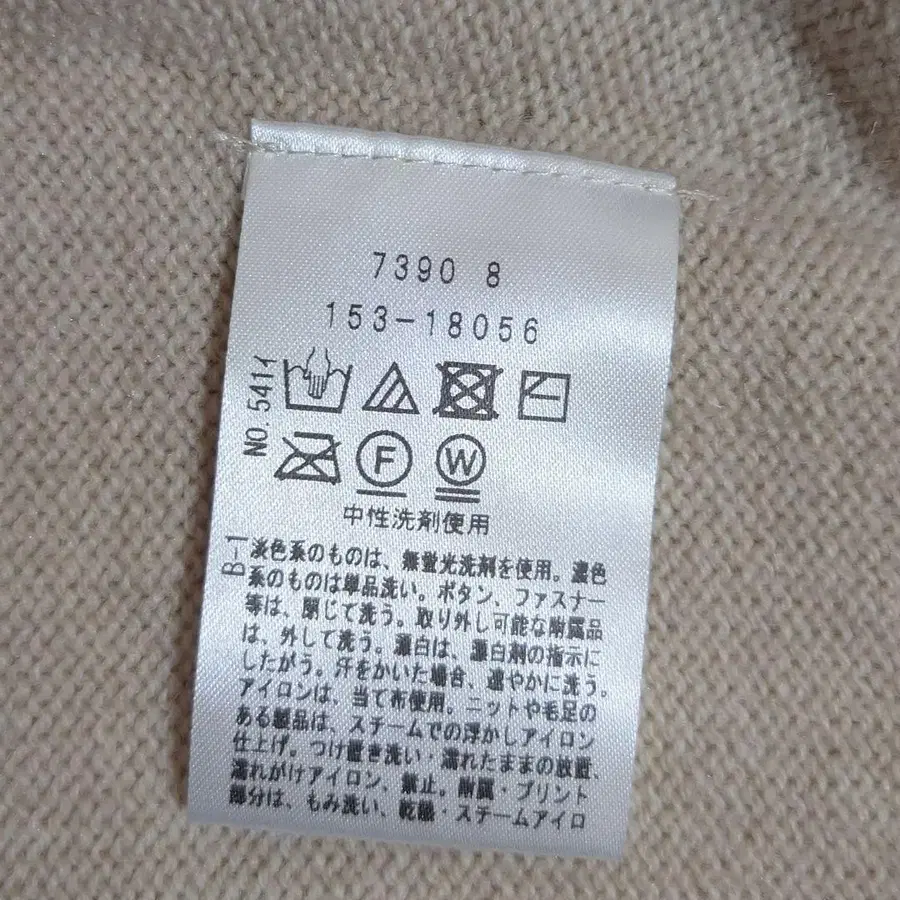 7390 8
153-18056
NO.541イ
F W
中性洗剤使用
B-1
淡色系のものは、無蛍光洗剤を使用。濃色
系のものは単品洗い。ボタン、ファスナー
等は、閉じて洗う。取り外し可能な附属品
は、外して洗う。漂白は、漂白剤の指示に
したがう。汗をかいた場合、速やかに洗う。
アイロンは、当て布使用。ニットや毛足の
ある製品は、スチームでの浮かしアイロン
仕上げ。つけ置き洗い・濡れたままの放置、
濡れがけアイロン、禁止。附属・プリント
部分は、もみ洗い、乾燥・スチームアイロ